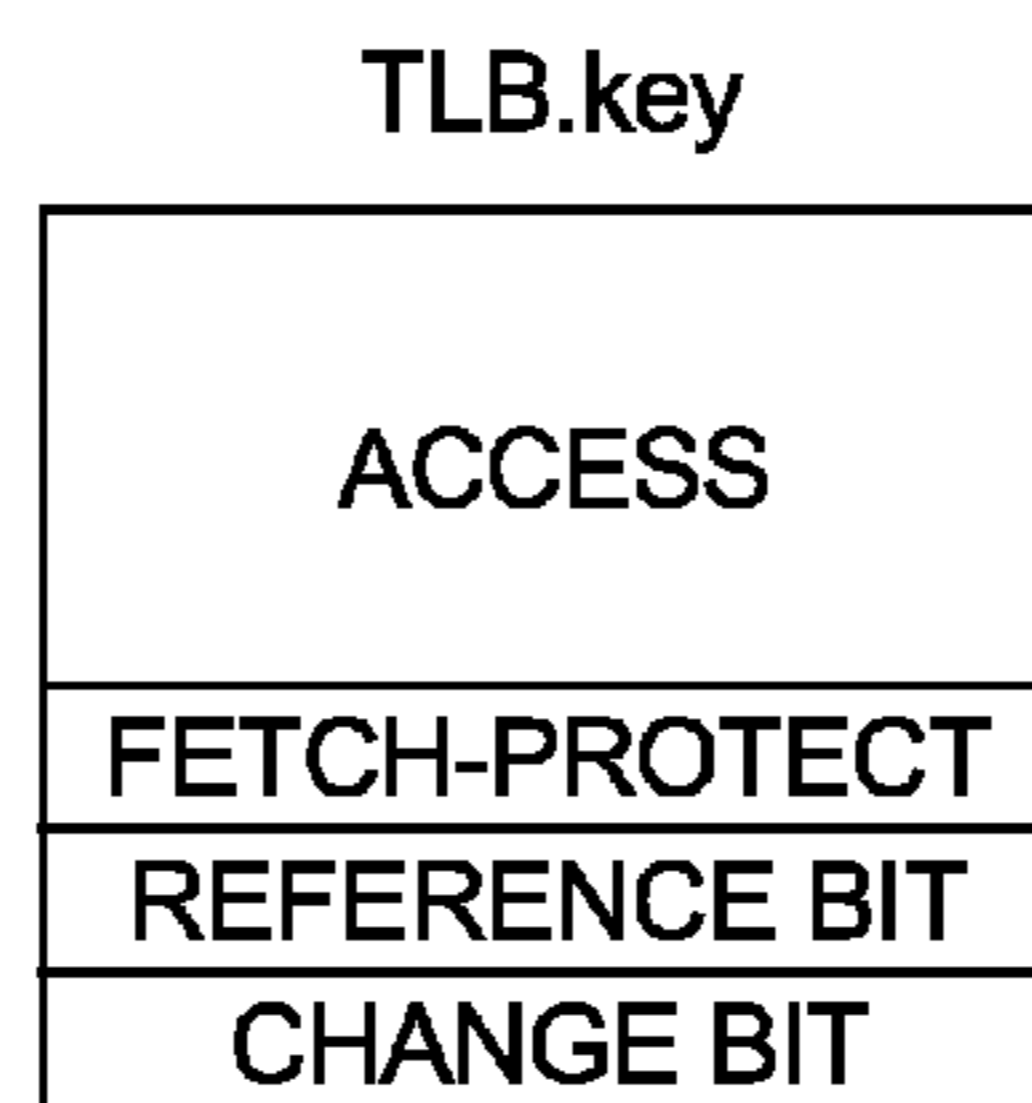 TLB.key
ACCESS
FETCH-PROTECT
REFERENCE BIT
CHANGE BIT